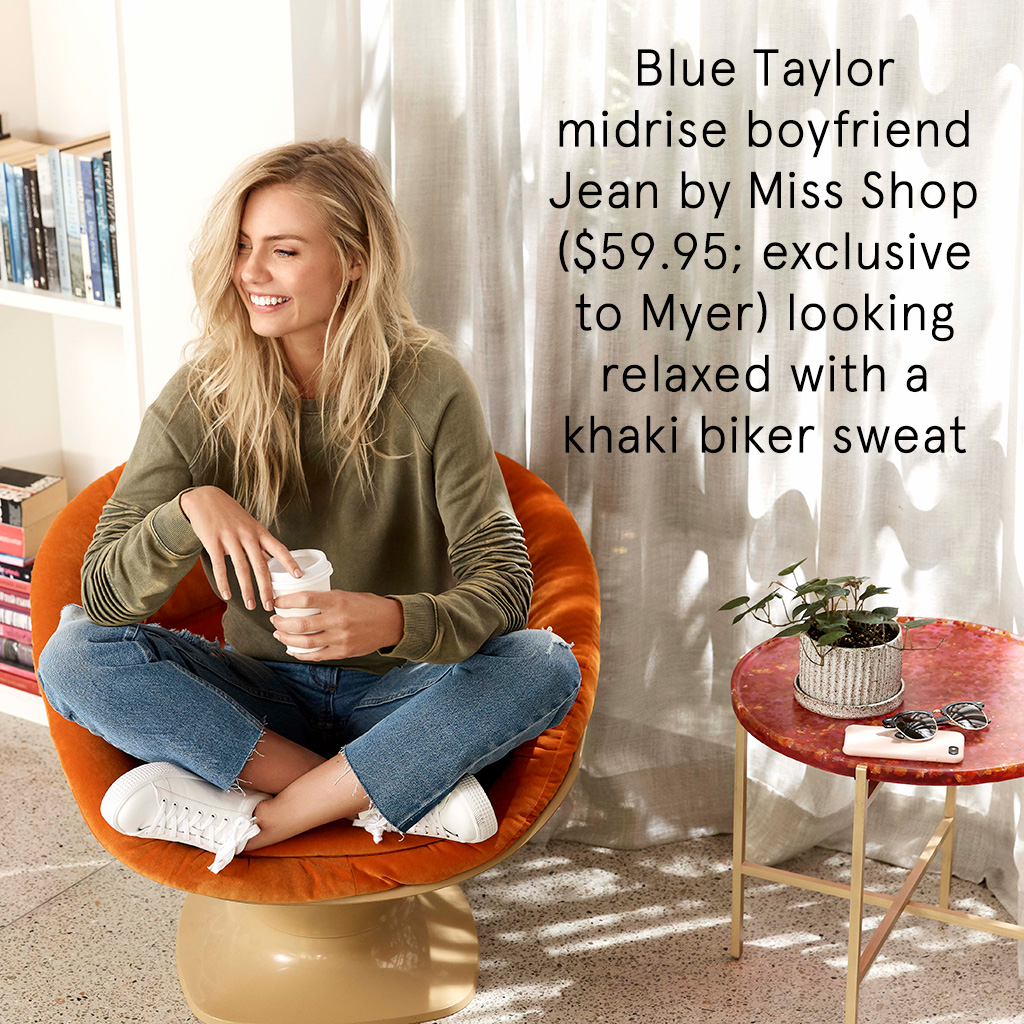 Blue Taylor
midrise boyfriend
Jean by Miss Shop
($59.95; exclusive
to Myer) looking
relaxed with a
khaki biker sweat